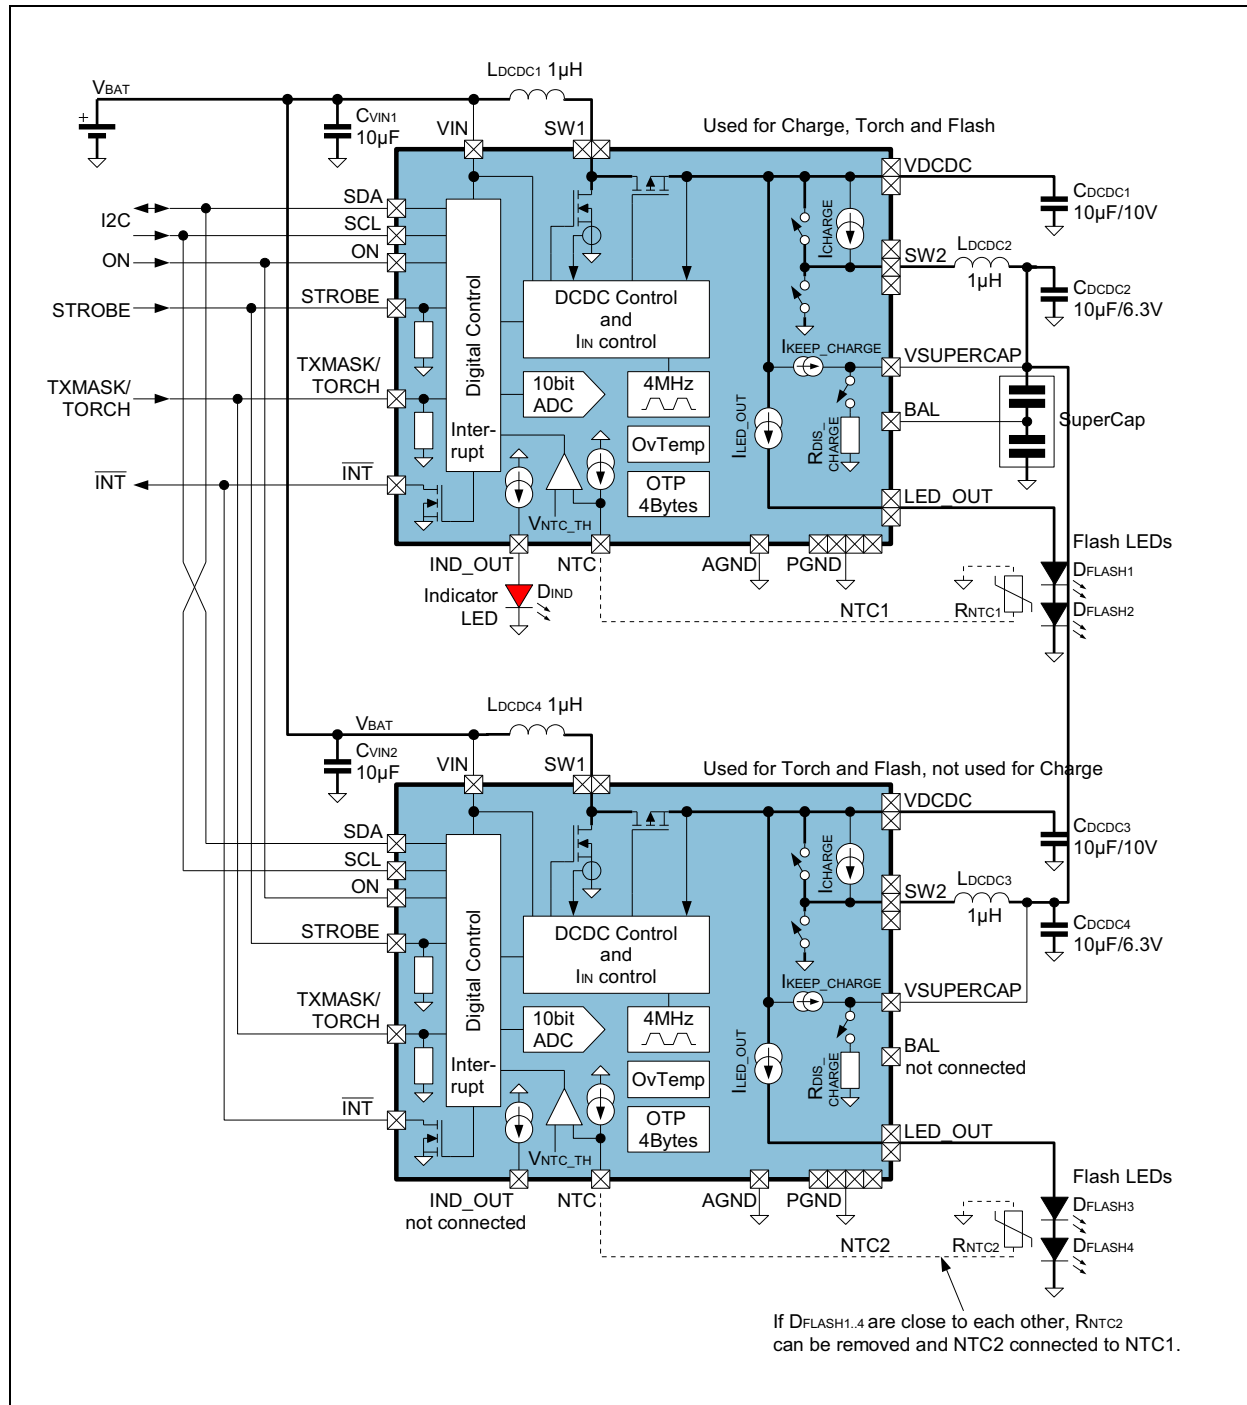 LDCDC1 1µH
VBAT
+
CVIN1
10µF
VIN
SW1
Used for Charge, Torch and Flash
VDCDC
CDCDC1
10µF/10V
SDA
I2C
SCL
ON
ON
ICHARGE
LDCDC2
SW2
1µH
CDCDC2
10µF/6.3V
STROBE
STROBE
Digital Control
DCDC Control
and
IIN control
IKEEP_CHARGE
VSUPERCAP
TXMASK/
TORCH
TXMASK/
TORCH
10bit
ADC
4MHz
BAL
SuperCap
ILED_OUT
RDIS_
CHARGE
Inter-
rupt
OvTemp
INT
INT
OTP
4Bytes
LED_OUT
VNTC_TH
IND_OUT
NTC
AGND
PGND
Flash LEDs
DFLASH1
Indicator
LED
DIND
NTC1
RNTC1
DFLASH2
LDCDC4 1µH
VBAT
CVIN2
10µF
VIN
SW1
Used for Torch and Flash, not used for Charge
VDCDC
CDCDC3
10µF/10V
SDA
SCL
ON
ICHARGE
LDCDC3
SW2
1µH
CDCDC4
10µF/6.3V
STROBE
Digital Control
DCDC Control
and
IIN control
IKEEP_CHARGE
VSUPERCAP
TXMASK/
TORCH
10bit
ADC
4MHz
BAL
not connected
ILED_OUT
RDIS_
CHARGE
Inter-
rupt
OvTemp
INT
OTP
4Bytes
LED_OUT
VNTC_TH
IND_OUT
not connected
NTC
AGND
PGND
Flash LEDs
DFLASH3
NTC2
RNTC2
DFLASH4
If DFLASH1..4 are close to each other, RNTC2
can be removed and NTC2 connected to NTC1.